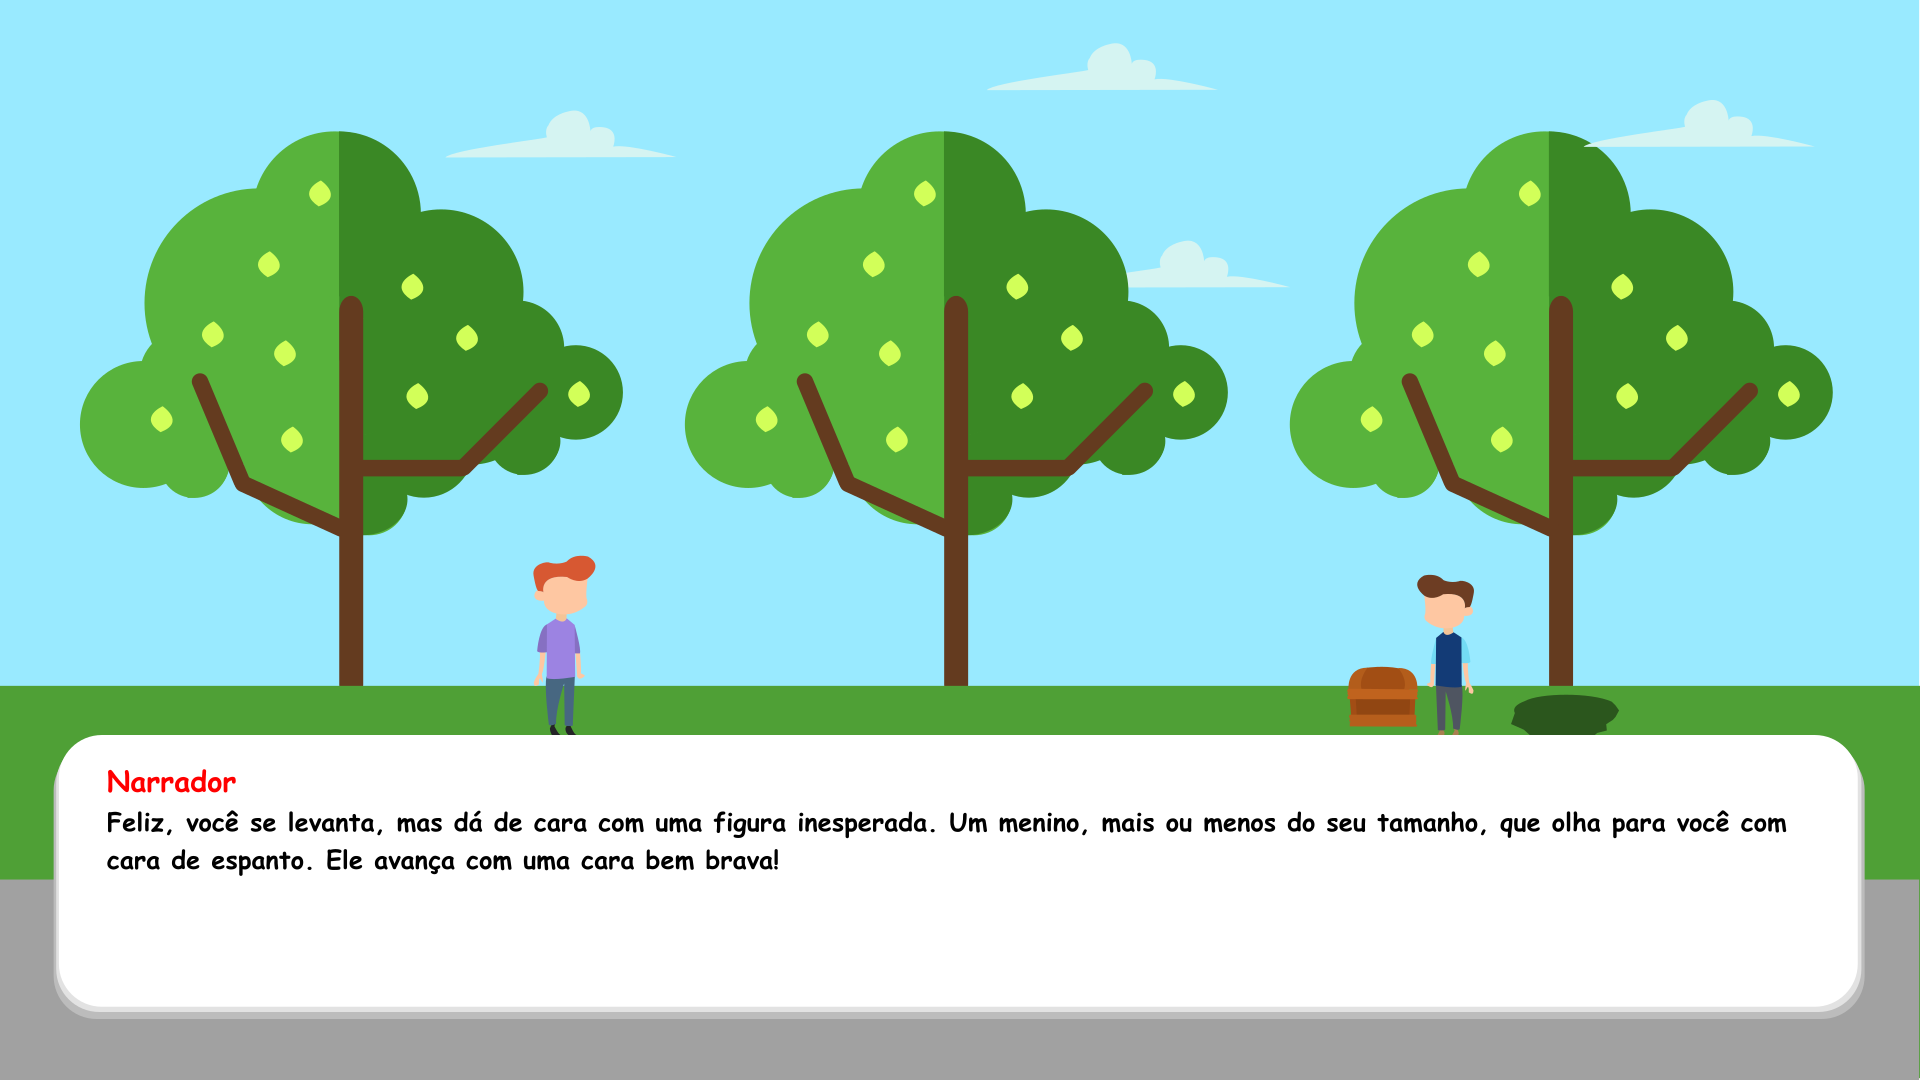 Narrador
Feliz, você se levanta, mas dá de cara com uma figura inesperada. Um menino, mais ou menos do seu tamanho, que olha para você com
cara de espanto. Ele avança com uma cara bem brava!